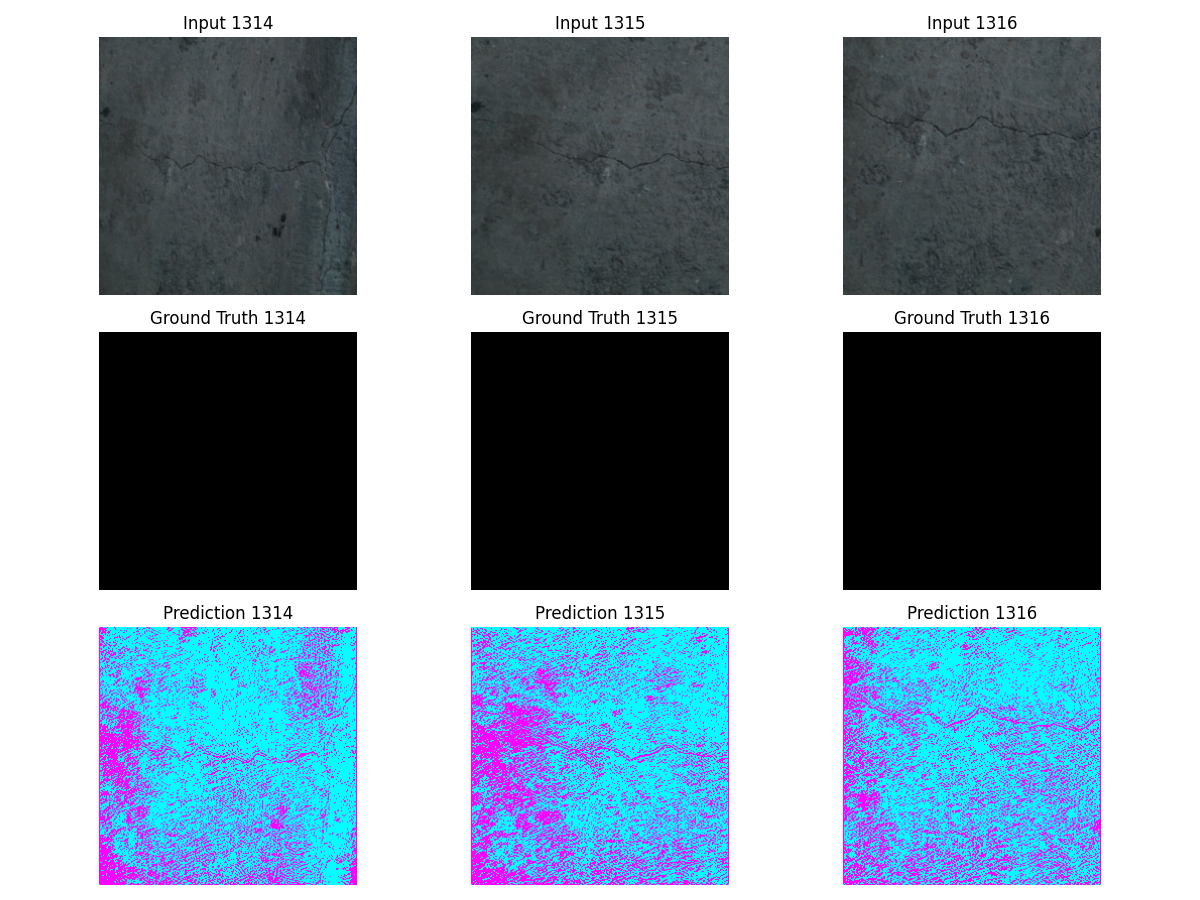 Input 1314
Input 1315
Input 1316
Ground Truth 1314
Ground Truth 1315
Ground Truth 1316
Prediction 1314
Prediction 1315
Prediction 1316